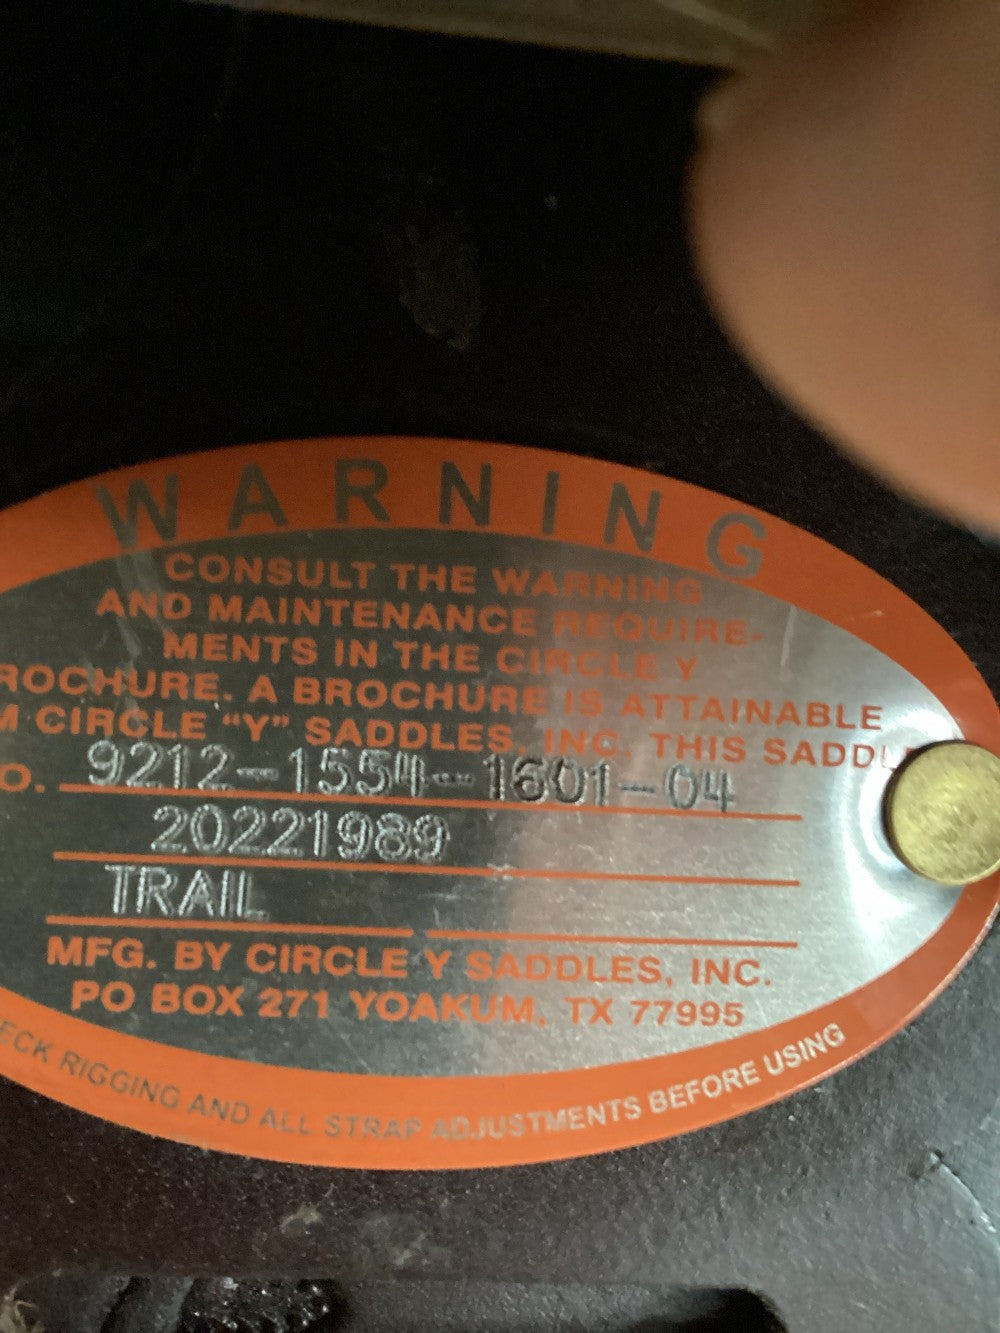 WARNING
CONSULT THE WARNING
AND MAINTENANCE REQUIRE-
MENTS IN THE CIRCLE Y
ROCHURE. A BROCHURE IS ATTAINABLE
M CIRCLE "Y" SADDLES, INC. THIS SADDL
O. 9212-1554-1601-04
20221989
TRAIL
MFG. BY CIRCLE Y SADDLES, INC.
PO BOX 271 YOAKUM, TX 77995
ECK RIGGING AND ALL STRAP ADJUSTMENTS BEFORE USING